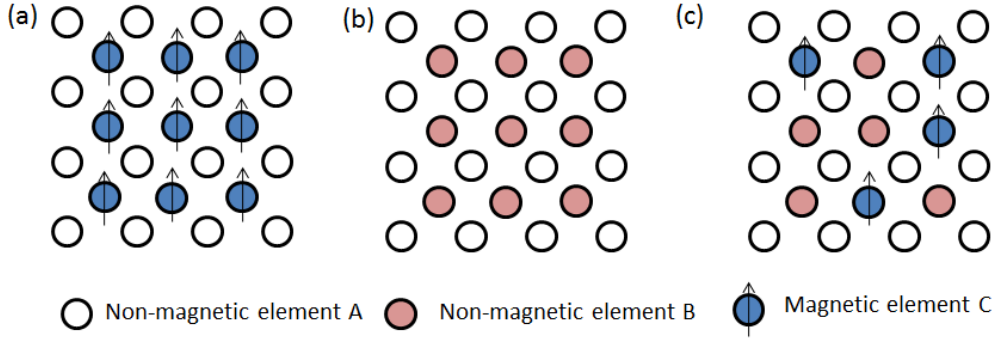 (a)
(b)
(c)
Non-magnetic element A
Non-magnetic element B
Magnetic element C